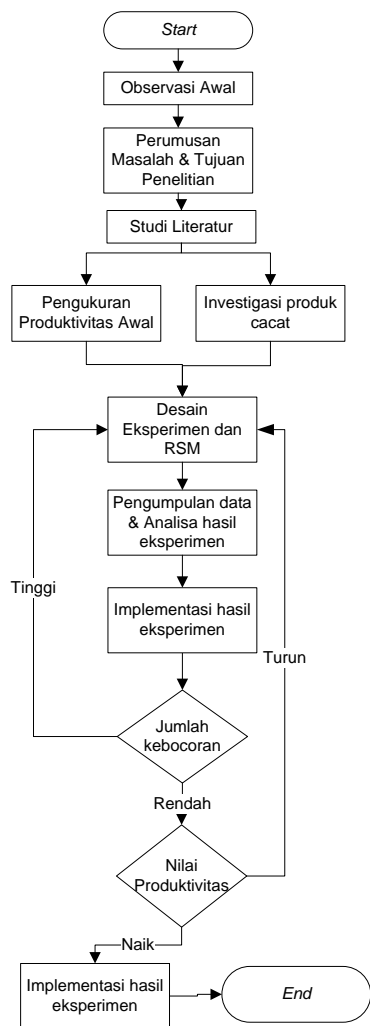 Start
Observasi Awal
Perumusan
Masalah & Tujuan
Penelitian
Studi Literatur
Pengukuran
Produktivitas Awal
Investigasi produk
cacat
Desain
Eksperimen dan
RSM
Pengumpulan data
& Analisa hasil
eksperimen
Tinggi
Implementasi hasil
eksperimen
Turun
Jumlah
kebocoran
Rendah
Nilai
Produktivitas
Naik
Implementasi hasil
eksperimen
End